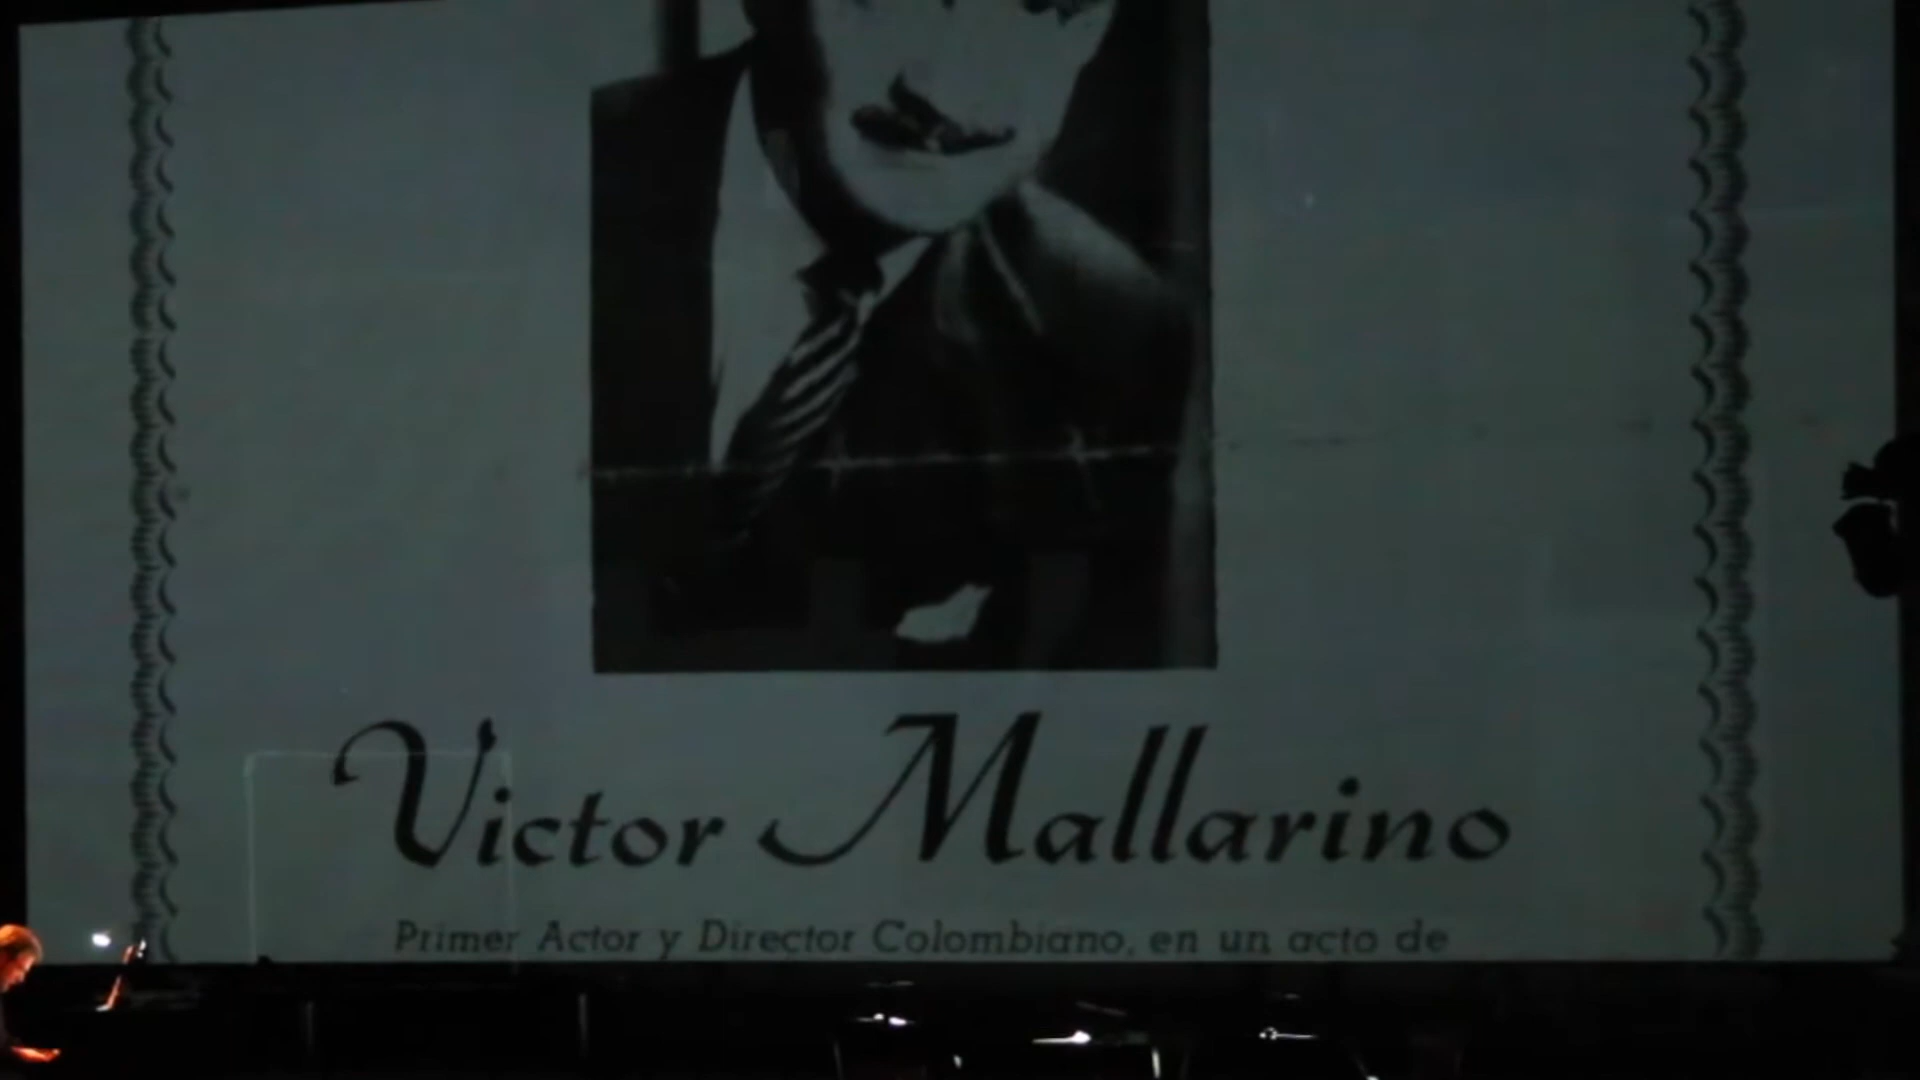 Victor Mallarino
Primer Actor y Director Colombiano, en un acto de